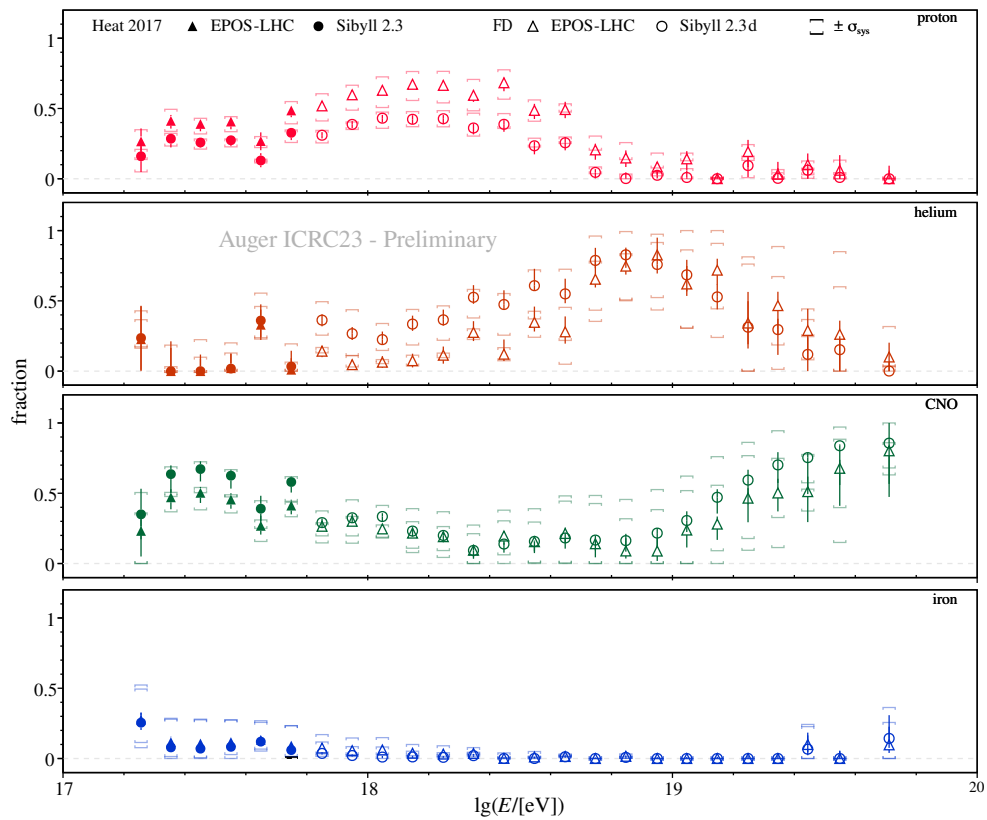 Heat 2017 EPOS-LHC Sibyll 2.3 FD EPOS-LHC Sibyll 2.3d ± σsys proton
1
0.5
0
helium
Auger ICRC23 - Preliminary
1
0.5
0
CNO
1
0.5
0
iron
1
0.5
0
fraction
17 18 19 20
lg(E/[eV])